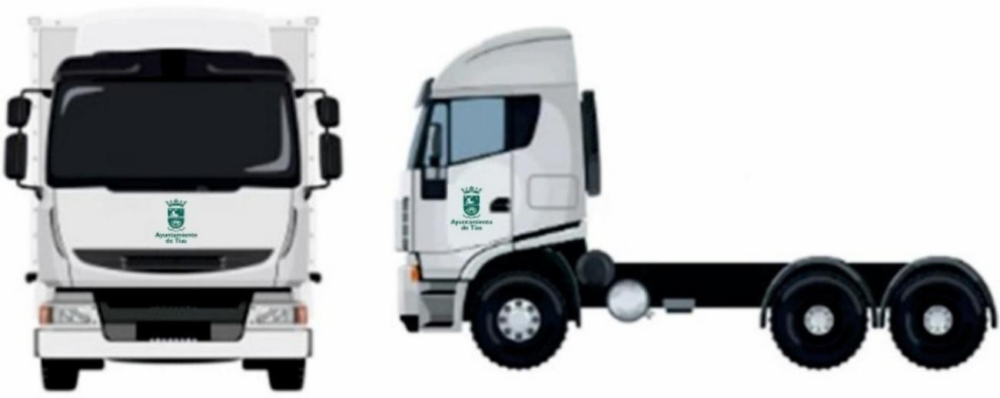 Ayuntamiento
de Tías
Ayuntamiento
de Tías